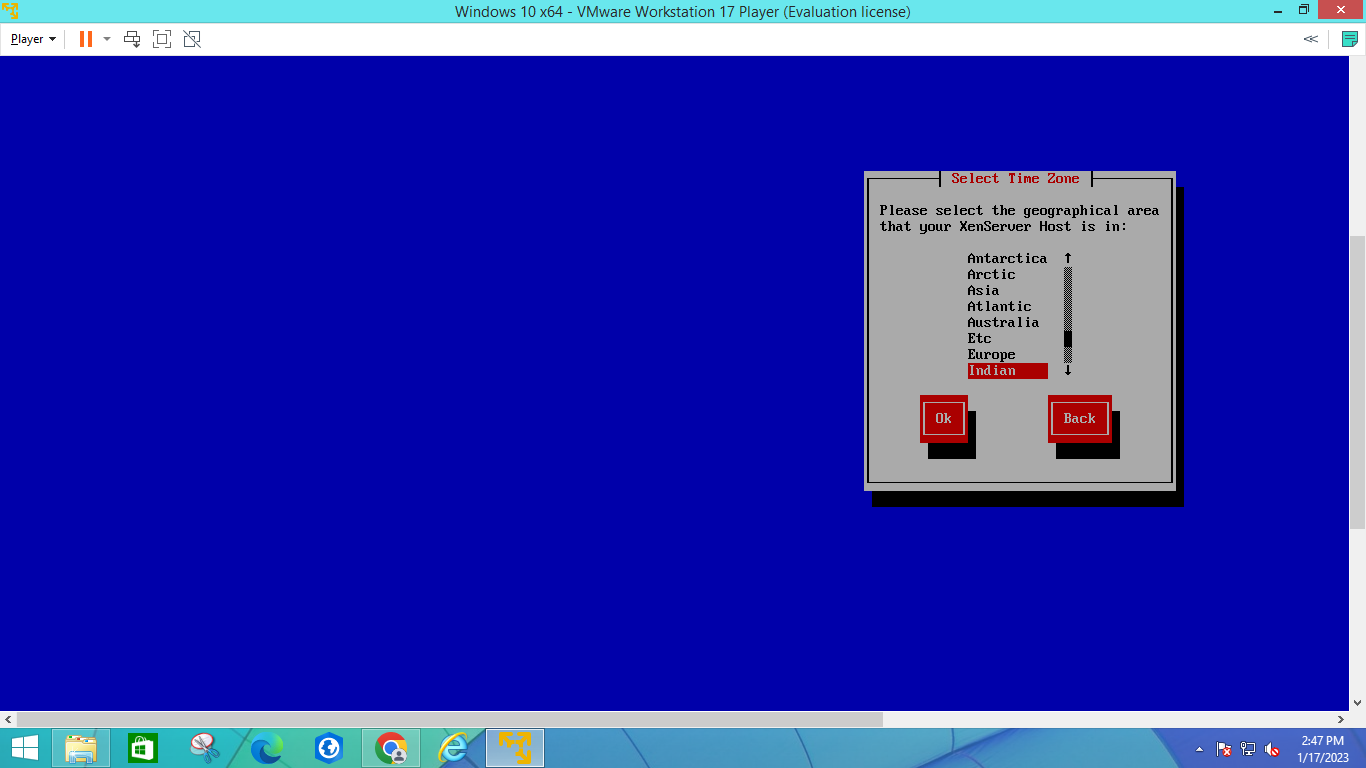 Windows 10 x64 - VMware Workstation 17 Player (Evaluation license)
Player
Select Time Zone
Please select the geographical area
that your XenServer Host is in:
Antarctica
Arctic
Asia
Atlantic
Australia
Etc
Europe
Indian
Ok
Back
2:47 PM
1/17/2023